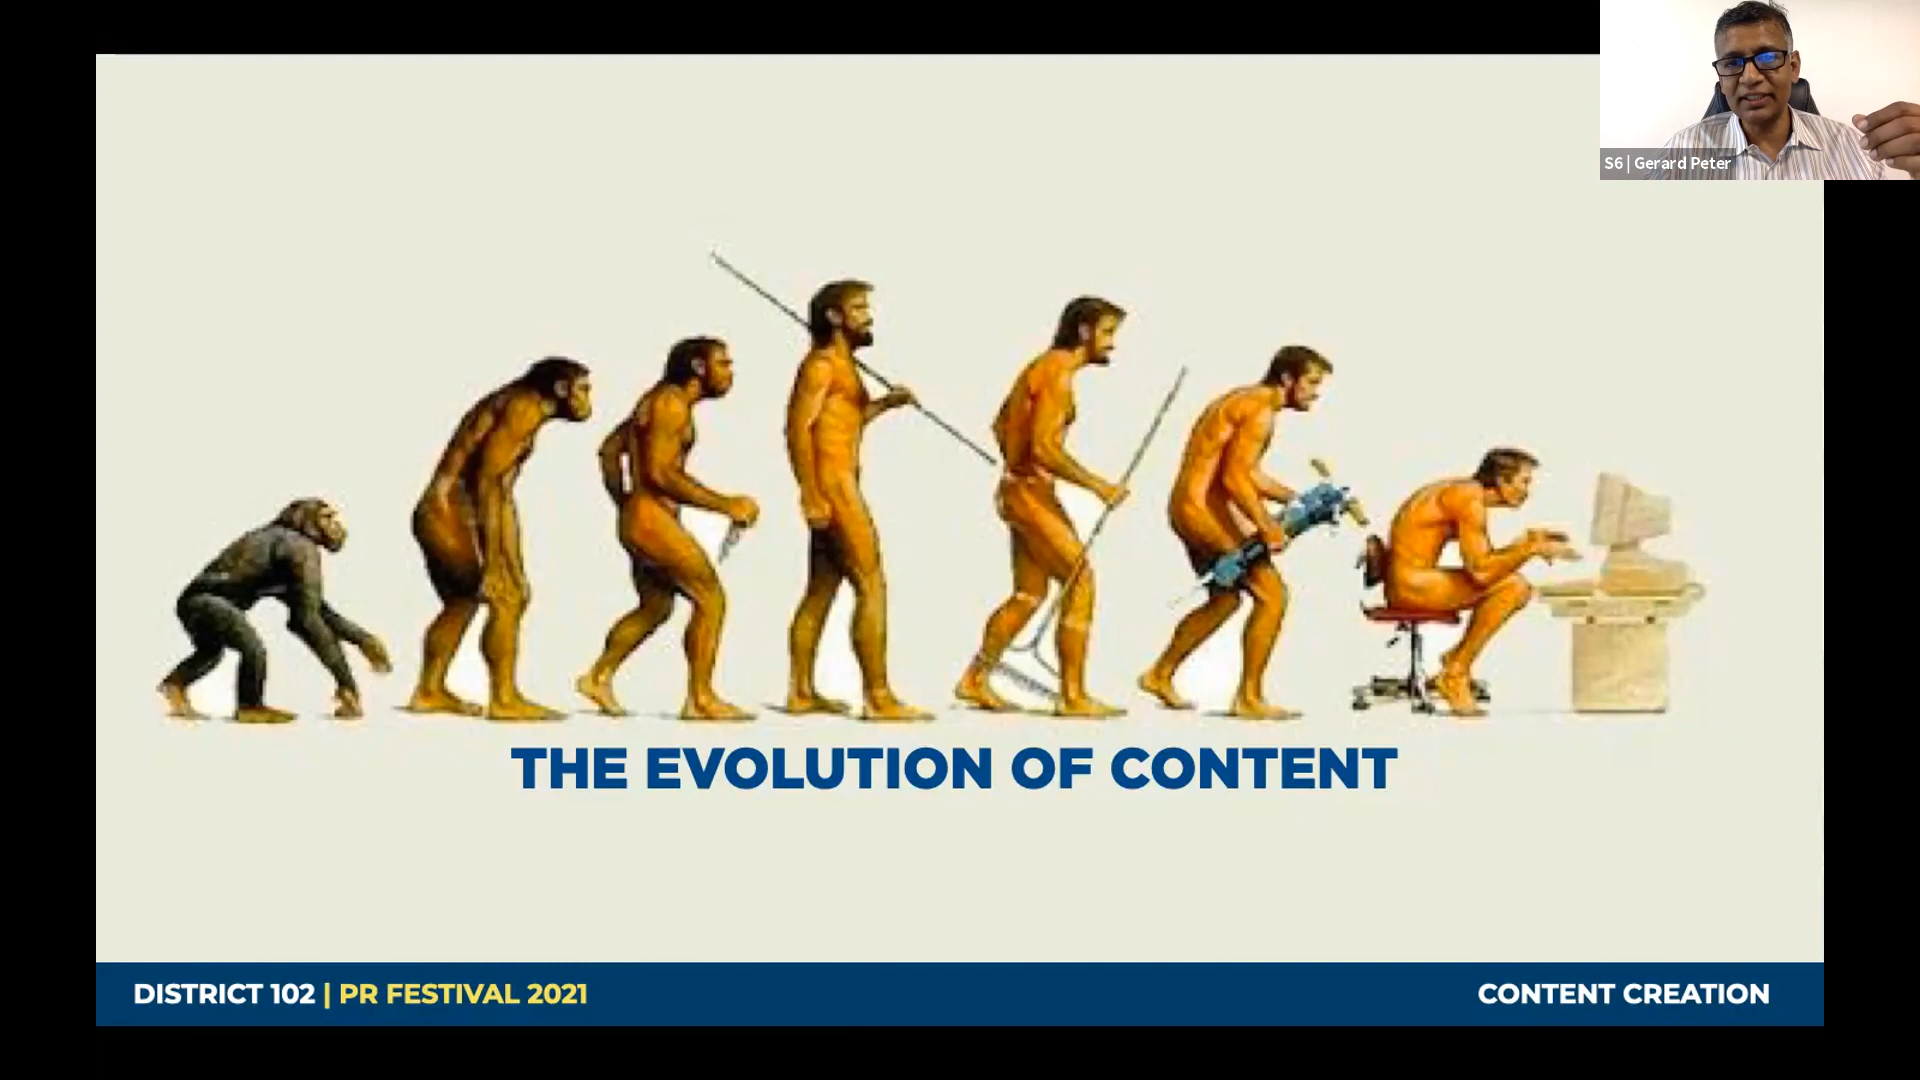 S6 | Gerard Peter
THE EVOLUTION OF CONTENT
DISTRICT 102 | PR FESTIVAL 2021
CONTENT CREATION